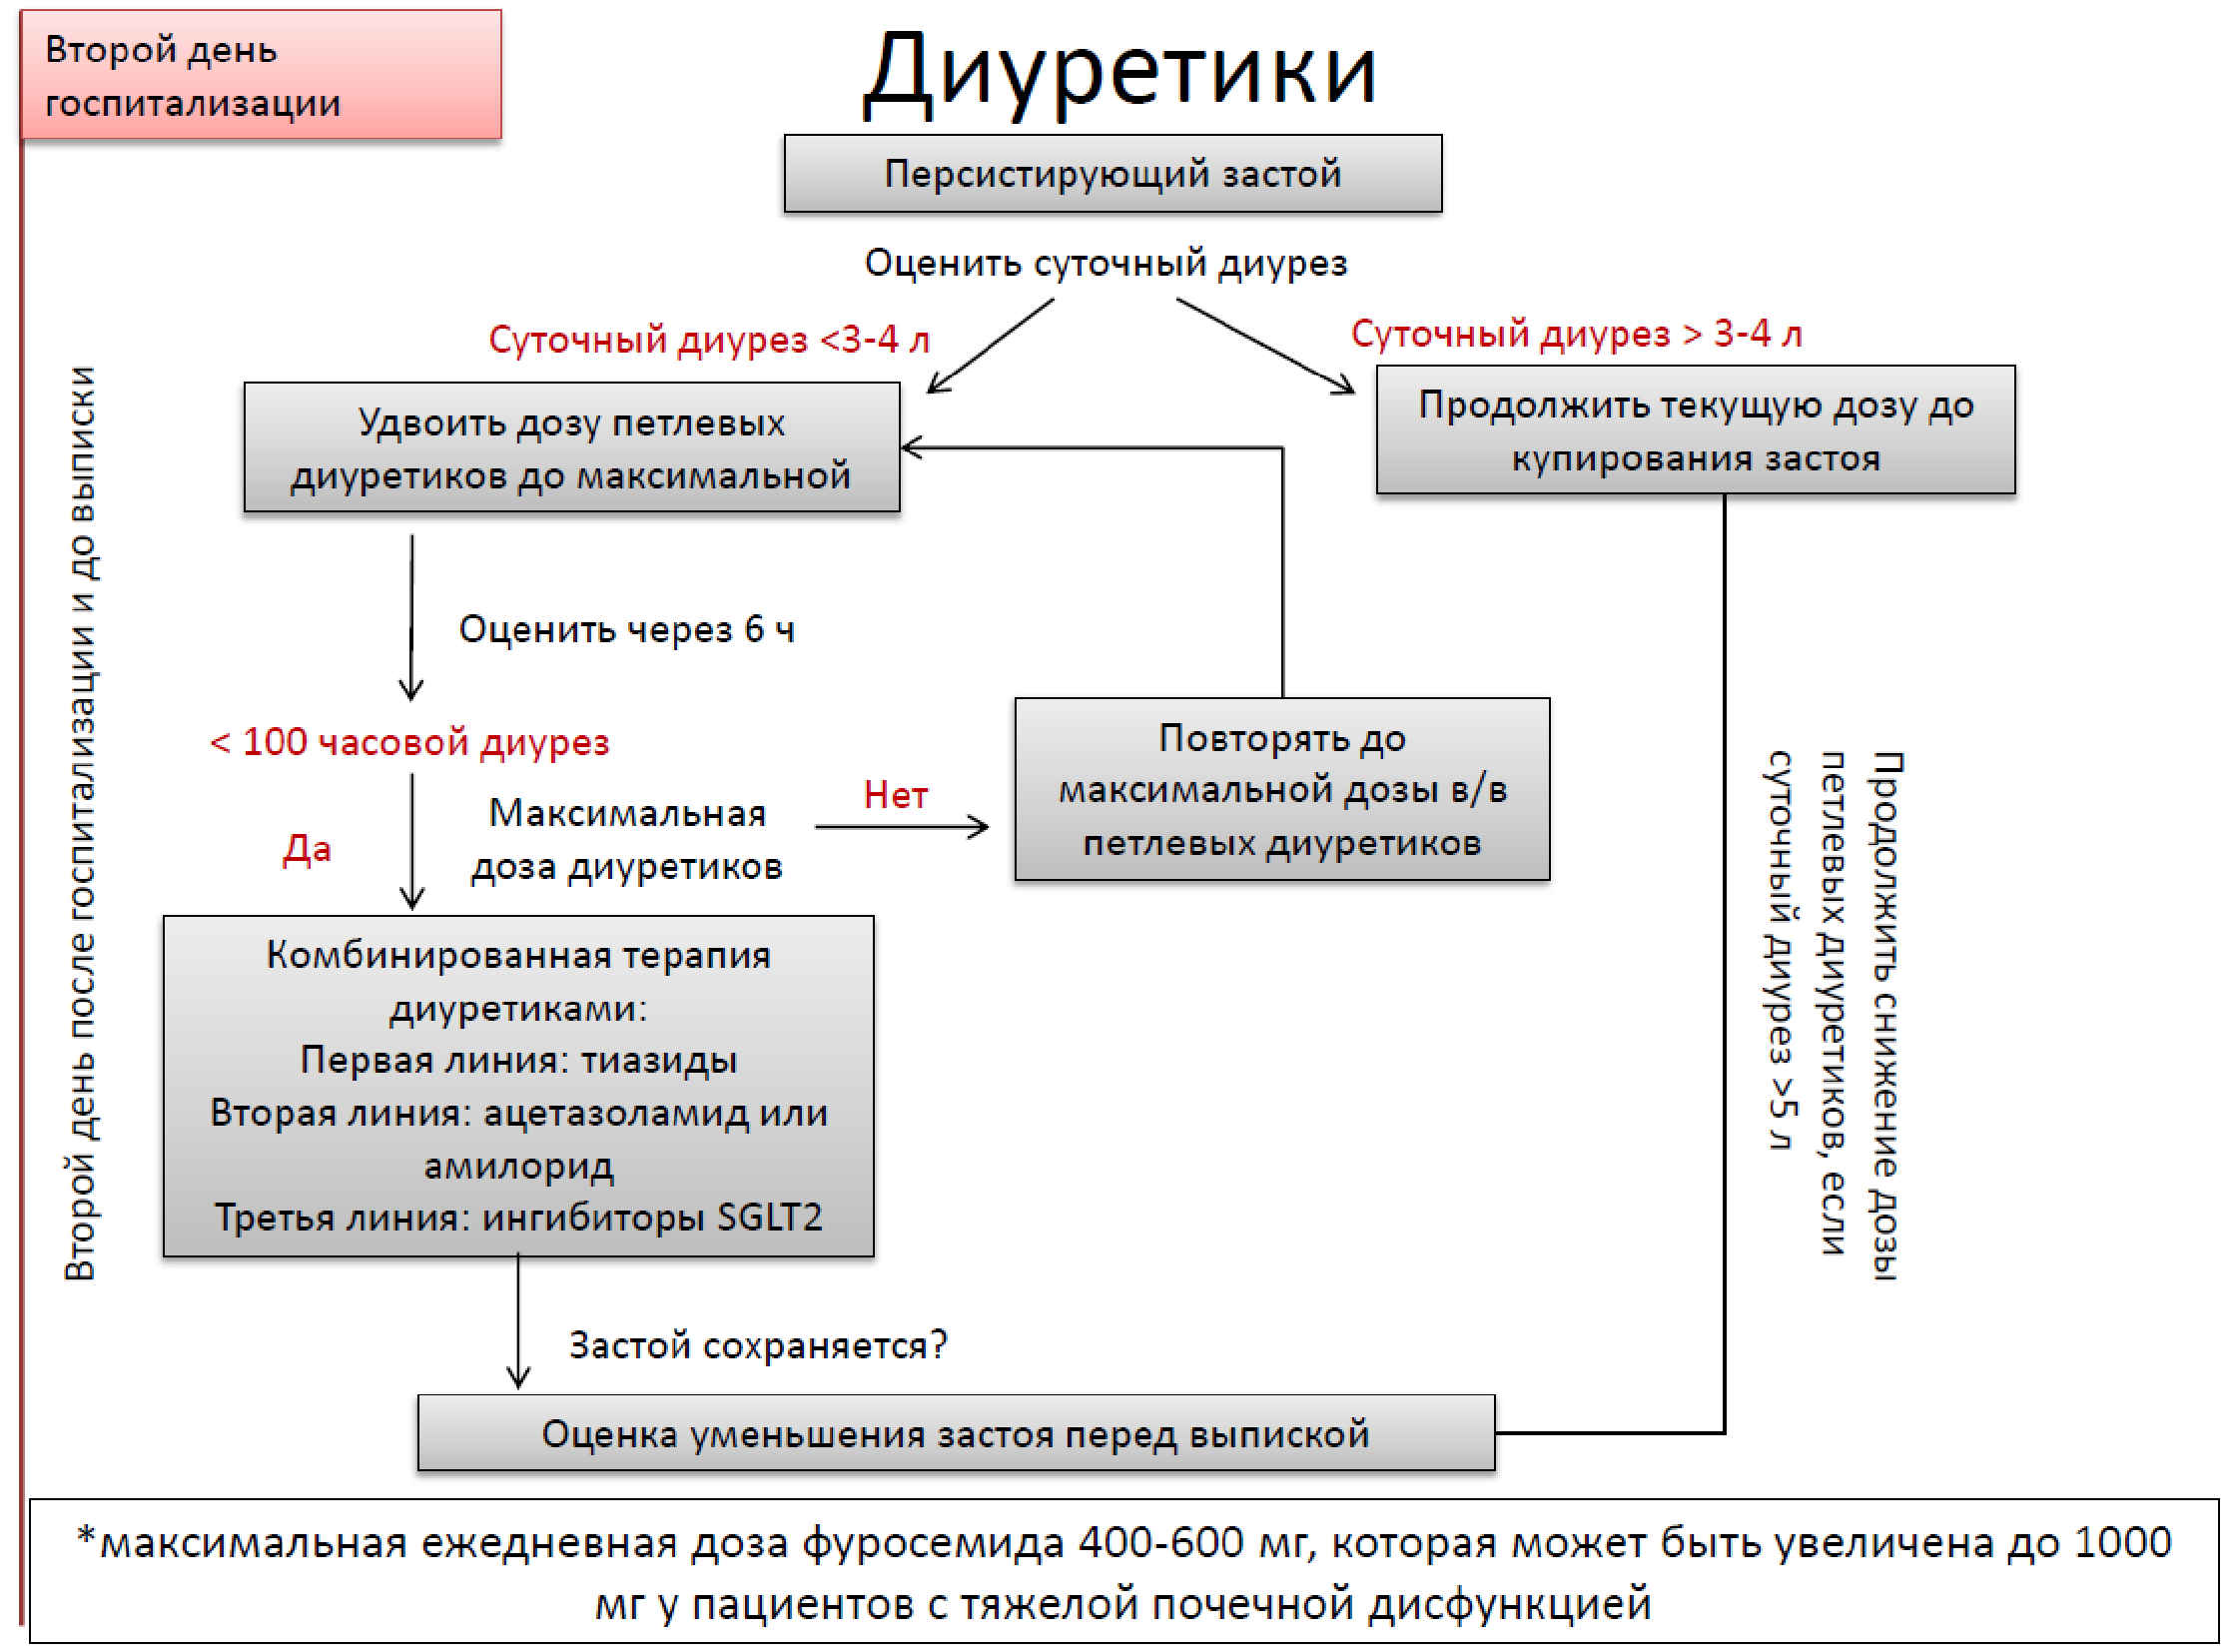 Второй день
госпитализации
Диуретики
Персистирующий застой
Оценить суточный диурез
Суточный диурез <3-4 л
Суточный диурез > 3-4 л
Удвоить дозу петлевых
диуретиков до максимальной
Продолжить текущую дозу до
купирования застоя
Второй день после госпитализации и до выписки
Оценить через 6 ч
< 100 часовой диурез
Да
Максимальная
доза диуретиков
Нет
Повторять до
максимальной дозы в/в
петлевых диуретиков
Продолжить снижение дозы
петлевых диуретиков, если
суточный диурез >5 л
Комбинированная терапия
диуретиками:
Первая линия: тиазиды
Вторая линия: ацетазоламид или
амилорид
Третья линия: ингибиторы SGLT2
Застой сохраняется?
Оценка уменьшения застоя перед выпиской
*максимальная ежедневная доза фуросемида 400-600 мг, которая может быть увеличена до 1000
мг у пациентов с тяжелой почечной дисфункцией